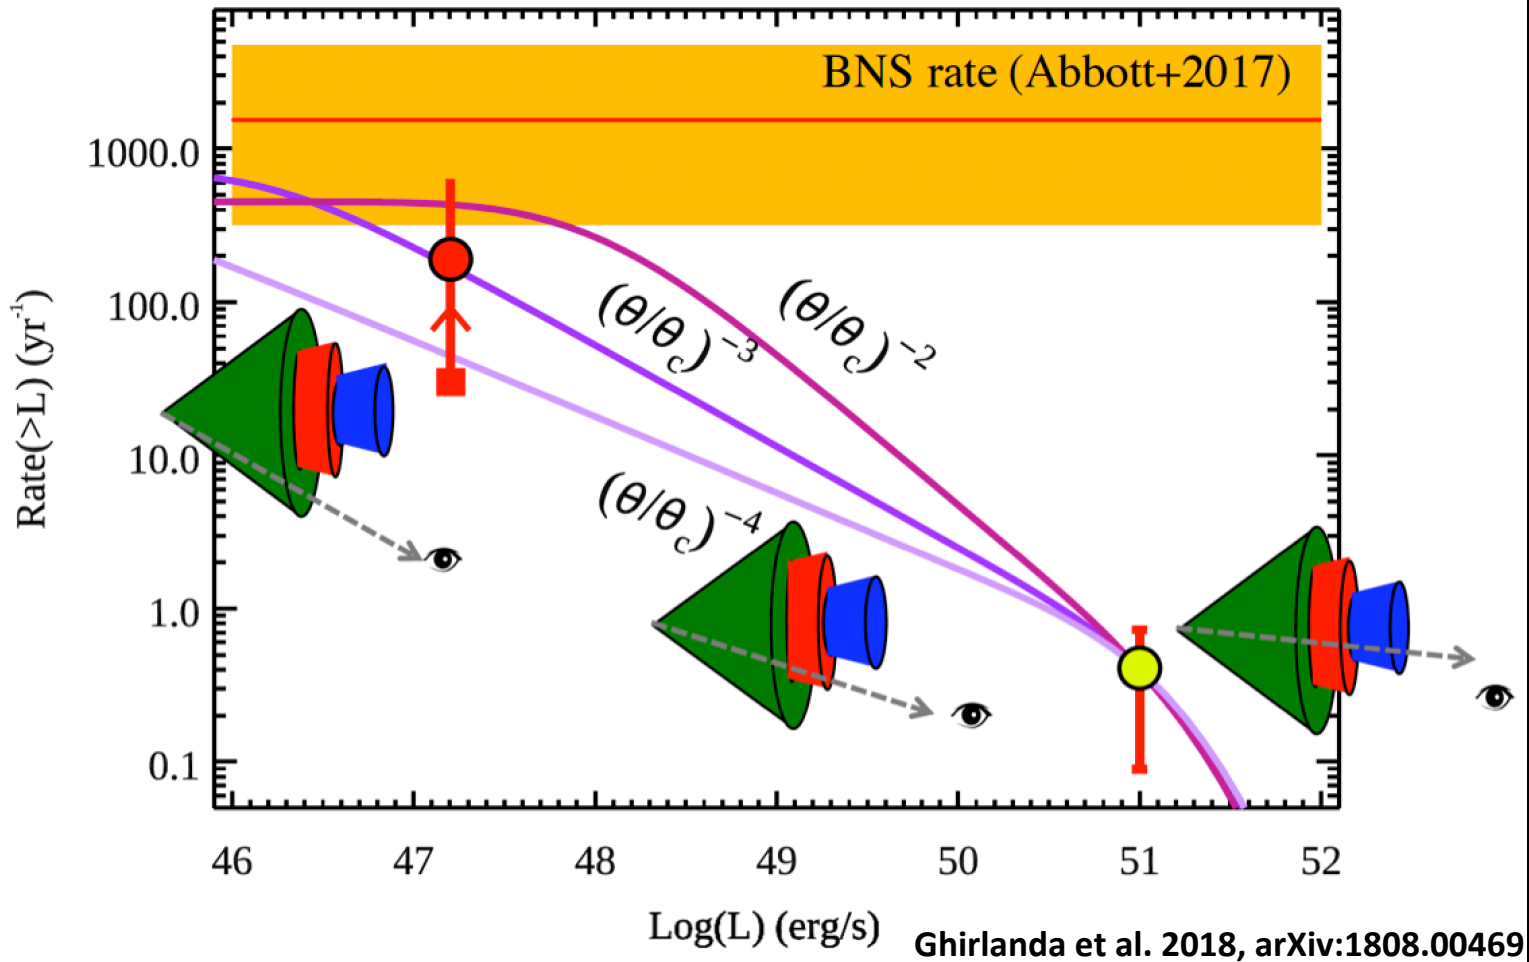 BNS rate (Abbott+2017)
Rate(>L) (yr⁻¹)
1000.0
100.0
10.0
1.0
0.1
(θ/θc)⁻³
(θ/θc)⁻²
(θ/θc)⁻⁴
46 47 48 49 50 51 52
Log(L) (erg/s)
Ghirlanda et al. 2018, arXiv:1808.00469